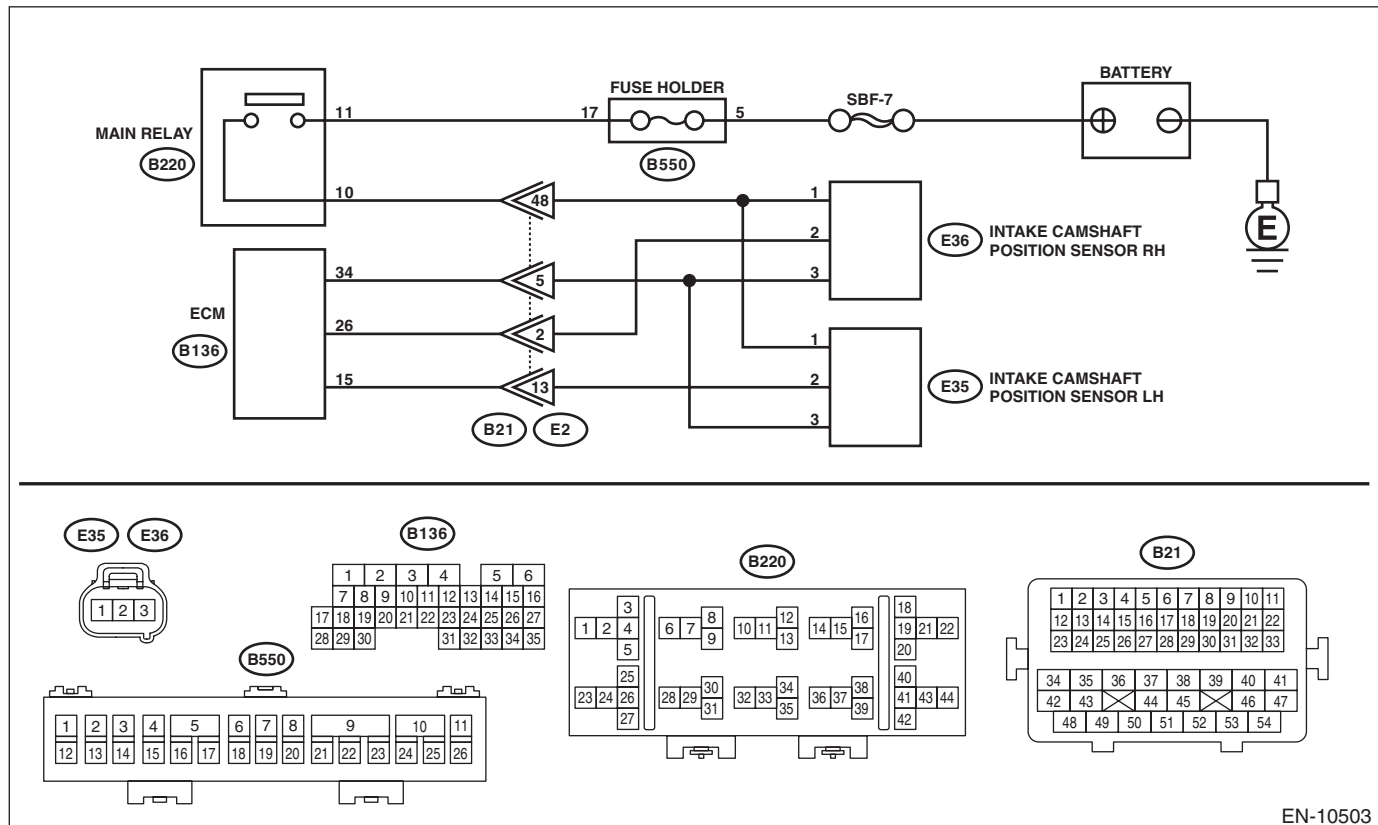 BATTERY
FUSE HOLDER
SBF-7
11
17
5
MAIN RELAY
B220
B550
10
48
1
2
E36
INTAKE CAMSHAFT
POSITION SENSOR RH
E
34
5
3
ECM
26
2
B136
1
15
13
2
E35
INTAKE CAMSHAFT
POSITION SENSOR LH
3
B21
E2
E35
E36
1 2 3
B136
1 2 3 4 5 6
7 8 9 10 11 12 13 14 15 16
17 18 19 20 21 22 23 24 25 26 27
28 29 30 31 32 33 34 35
B220
3 8 12 16 18
1 2 4 6 7 10 11 14 15 19 21 22
5 9 13 17 20
25 30 34 38 40
23 24 26 28 29 32 33 36 37 41 43 44
27 31 35 39 42
B21
1 2 3 4 5 6 7 8 9 10 11
12 13 14 15 16 17 18 19 20 21 22
23 24 25 26 27 28 29 30 31 32 33
34 35 36 37 38 39 40 41
42 43 44 45 46 47
48 49 50 51 52 53 54
B550
1 2 3 4 5 6 7 8 9 10 11
12 13 14 15 16 17 18 19 20 21 22 23 24 25 26
EN-10503